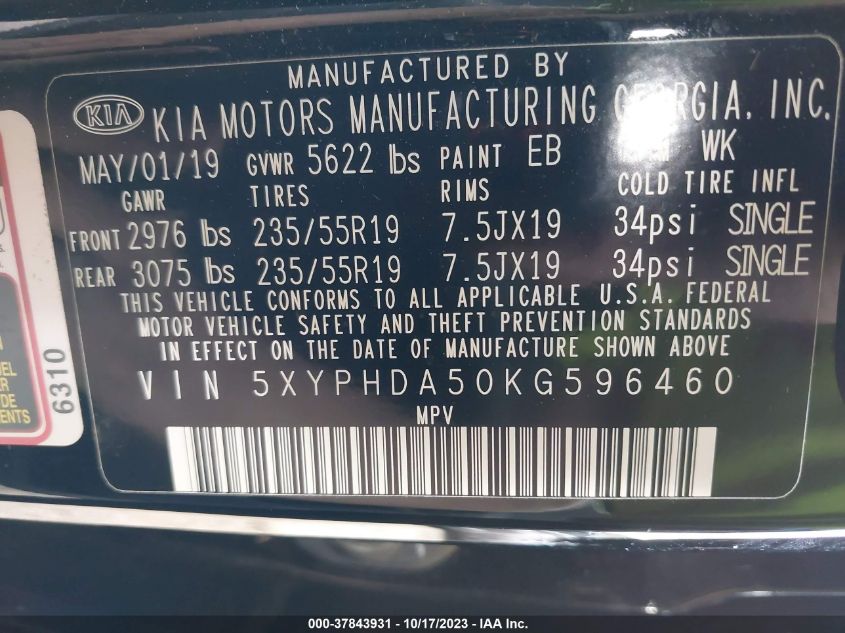 MANUFACTURED BY
KIA KIA MOTORS MANUFACTURING GEORGIA, INC.
MAY/01/19 GVWR 5622 lbs PAINT EB WK
GAWR TIRES RIMS COLD TIRE INFL
FRONT 2976 lbs 235/55R19 7.5JX19 34psi SINGLE
REAR 3075 lbs 235/55R19 7.5JX19 34psi SINGLE
THIS VEHICLE CONFORMS TO ALL APPLICABLE U.S.A. FEDERAL
MOTOR VEHICLE SAFETY AND THEFT PREVENTION STANDARDS
IN EFFECT ON THE DATE OF MANUFACTURE SHOWN ABOVE
VIN 5XYPHDA50KG596460
MPV
6310
000-37843931 - 10/17/2023 - IAA Inc.